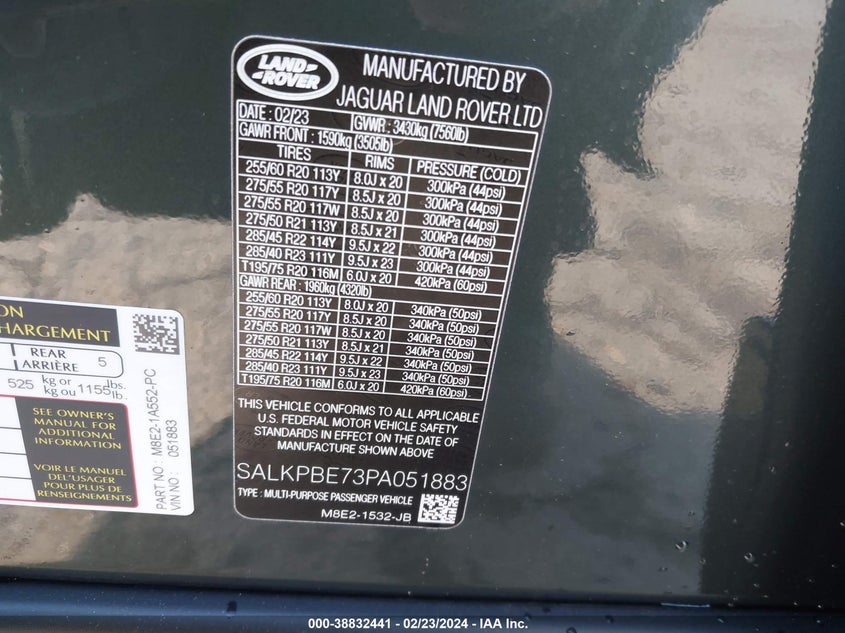 LAND
ROVER
MANUFACTURED BY
JAGUAR LAND ROVER LTD
DATE : 02/23 GVWR : 3430kg (7560lb)
GAWR FRONT : 1590kg (3505lb)
TIRES RIMS PRESSURE (COLD)
255/60 R20 113Y 8.0J x 20 300kPa (44psi)
275/55 R20 117Y 8.5J x 20 300kPa (44psi)
275/55 R20 117W 8.5J x 20 300kPa (44psi)
275/50 R21 113Y 8.5J x 21 300kPa (44psi)
285/45 R22 114Y 9.5J x 22 300kPa (44psi)
285/40 R23 111Y 9.5J x 23 300kPa (44psi)
T195/75 R20 116M 6.0J x 20 420kPa (60psi)
GAWR REAR : 1960kg (4320lb)
255/60 R20 113Y 8.0J x 20 340kPa (50psi)
275/55 R20 117Y 8.5J x 20 340kPa (50psi)
275/55 R20 117W 8.5J x 20 340kPa (50psi)
275/50 R21 113Y 8.5J x 21 340kPa (50psi)
285/45 R22 114Y 9.5J x 22 340kPa (50psi)
285/40 R23 111Y 9.5J x 23 340kPa (50psi)
T195/75 R20 116M 6.0J x 20 420kPa (60psi)
THIS VEHICLE CONFORMS TO ALL APPLICABLE
U.S. FEDERAL MOTOR VEHICLE SAFETY
STANDARDS IN EFFECT ON THE DATE OF
MANUFACTURE SHOWN ABOVE
SALKPBE73PA051883
TYPE : MULTI-PURPOSE PASSENGER VEHICLE
M8E2-1532-JB
ON
CHARGEMENT
REAR 5
ARRIÈRE
525 kg or 1155 lbs.
kg ou lb.
SEE OWNER'S
MANUAL FOR
ADDITIONAL
INFORMATION
VOIR LE MANUEL
DEL'USAGER
POUR PLUS DE
RENSEIGNEMENTS
PART NO : M8E2-1A552-PC
VIN NO : 051883
000-38832441 - 02/23/2024 - IAA Inc.